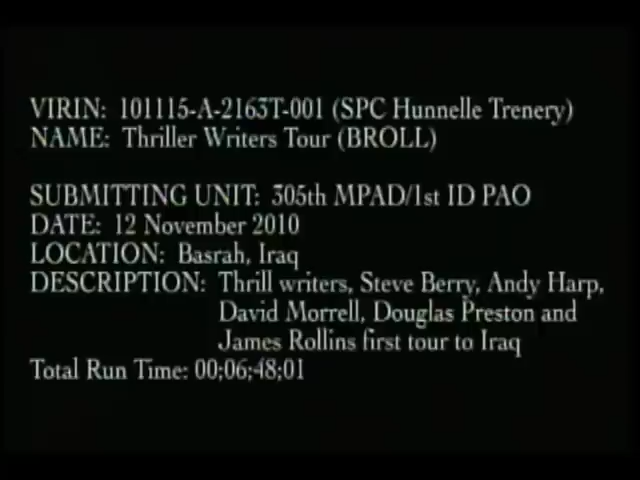 VIRIN: 101115-A-2163T-001 (SPC Hunnelle Trenery)
NAME: Thriller Writers Tour (BROLL)
SUBMITTING UNIT: 305th MPAD/1st ID PAO
DATE: 12 November 2010
LOCATION: Basrah, Iraq
DESCRIPTION: Thrill writers, Steve Berry, Andy Harp,
David Morrell, Douglas Preston and
James Rollins first tour to Iraq
Total Run Time: 00;06;48;01